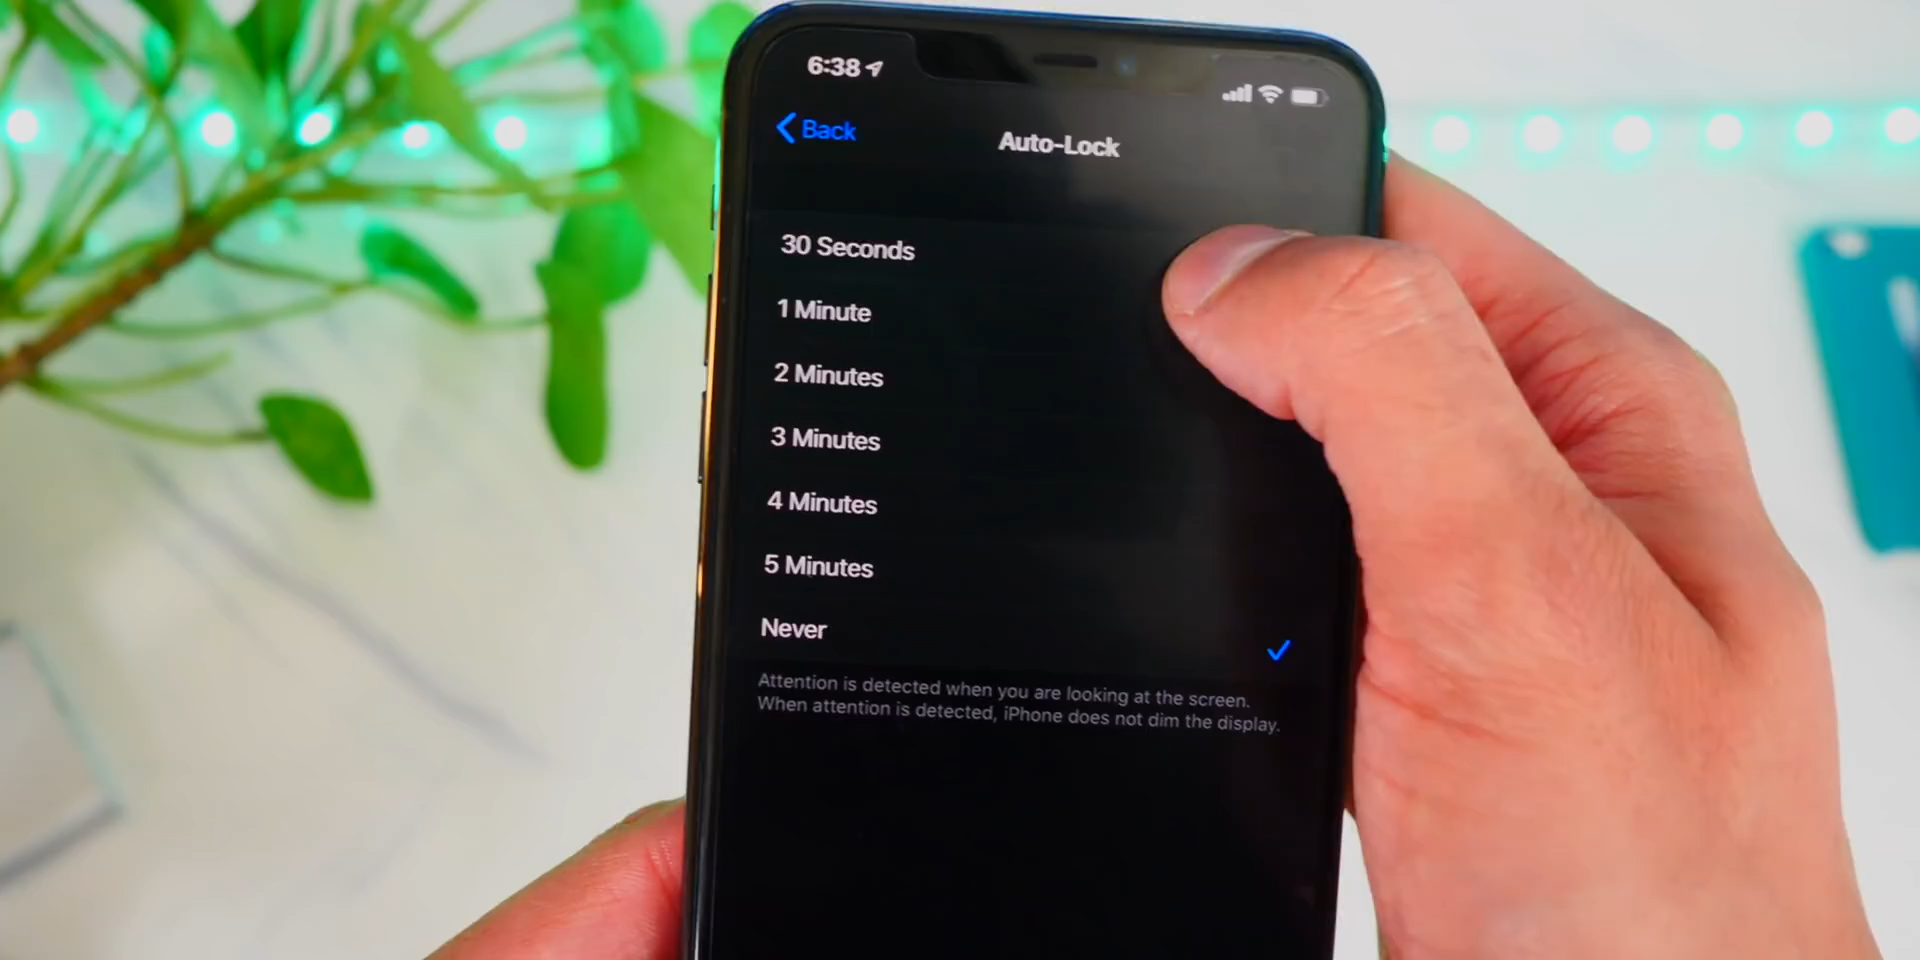 6:38
Back
Auto-Lock
30 Seconds
1 Minute
2 Minutes
3 Minutes
4 Minutes
5 Minutes
Never
Attention is detected when you are looking at the screen.
When attention is detected, iPhone does not dim the display.